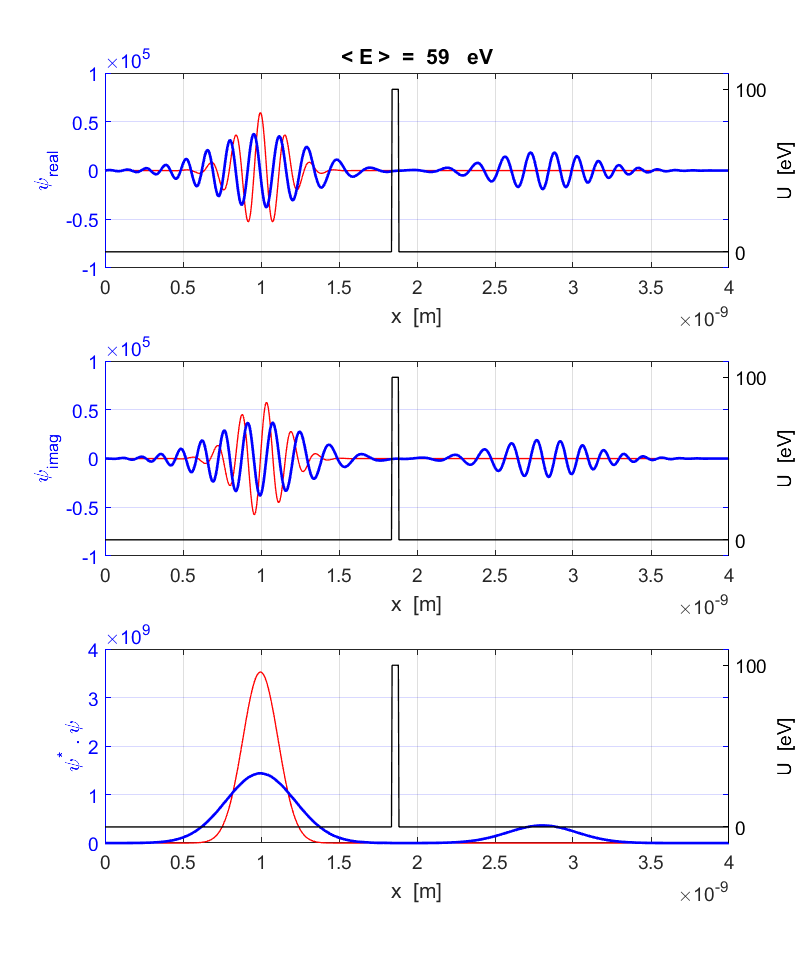 < E > = 59 eV
×10^5
1
0.5
0
-0.5
-1
ψ_real
100
0
U [eV]
0 0.5 1 1.5 2 2.5 3 3.5 4
x [m]
×10^-9
×10^5
1
0.5
0
-0.5
-1
ψ_imag
100
0
U [eV]
0 0.5 1 1.5 2 2.5 3 3.5 4
x [m]
×10^-9
×10^9
4
3
2
1
0
ψ^* . ψ
100
0
U [eV]
0 0.5 1 1.5 2 2.5 3 3.5 4
x [m]
×10^-9